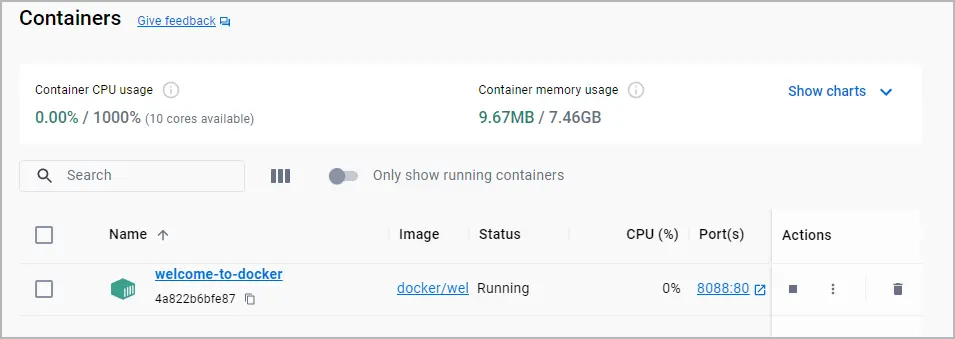 Containers Give feedback
Container CPU usage Container memory usage Show charts
0.00% / 1000% (10 cores available) 9.67MB / 7.46GB
Search Only show running containers
Name Image Status CPU (%) Port(s) Actions
welcome-to-docker
4a822b6bfe87 docker/wel Running 0% 8088:80